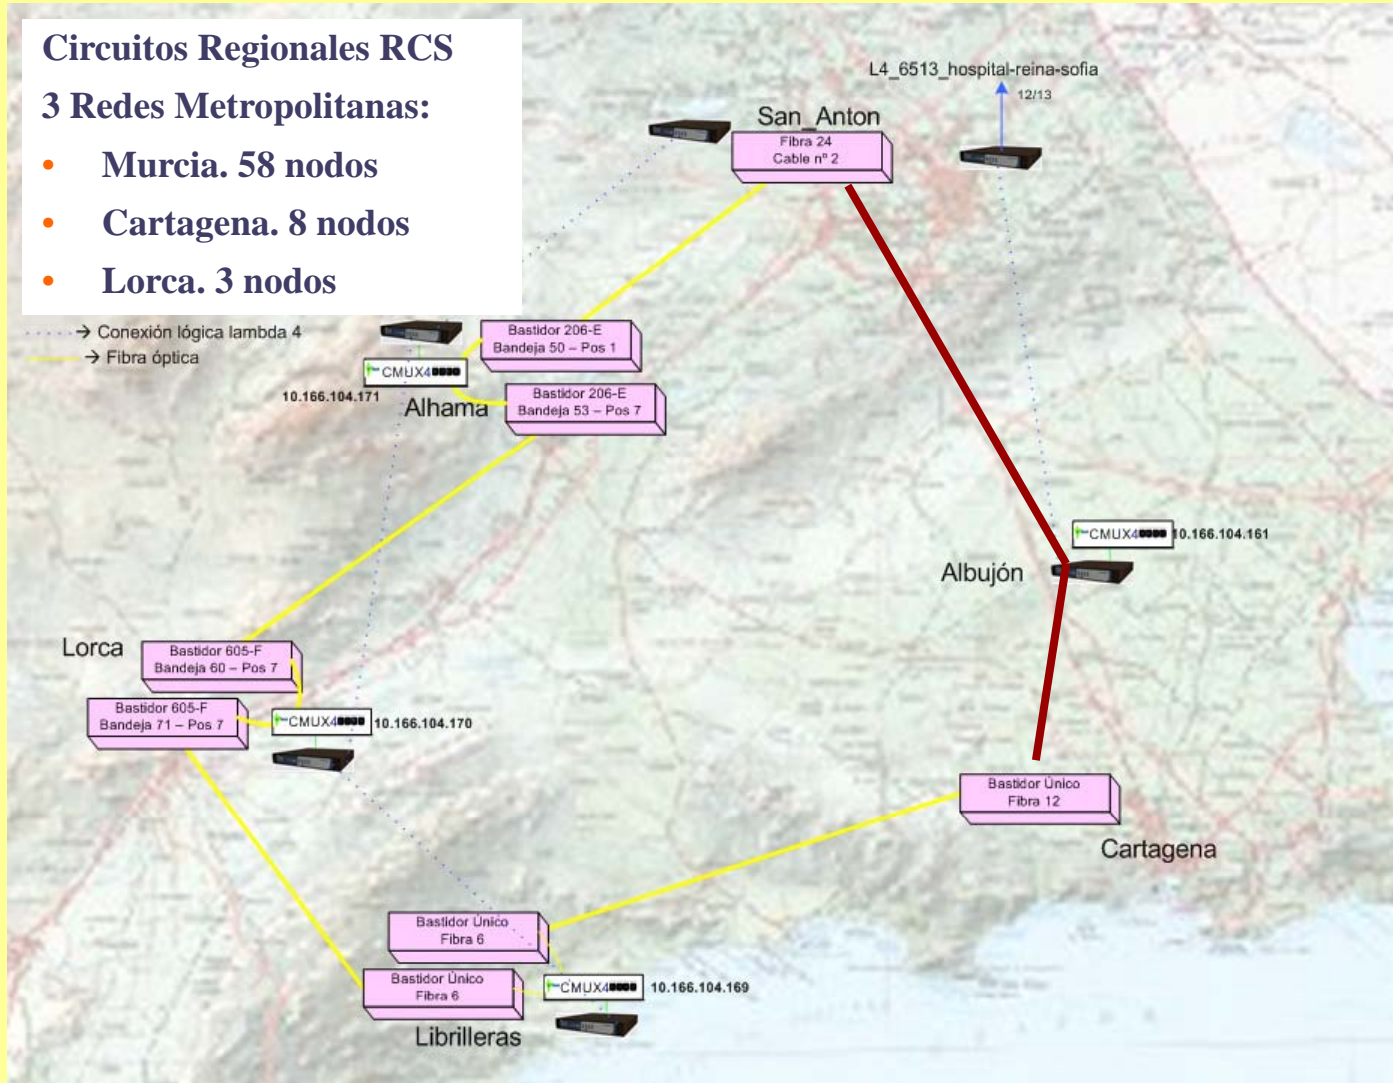 Circuitos Regionales RCS
3 Redes Metropolitanas:
• Murcia. 58 nodos
• Cartagena. 8 nodos
• Lorca. 3 nodos
→ Conexión lógica lambda 4
→ Fibra óptica
L4_6513_hospital-reina-sofia
12/13
San_Anton
Fibra 24
Cable nº 2
Bastidor 206-E
Bandeja 50 – Pos 1
CMUX4
10.166.104.171
Alhama
Bastidor 206-E
Bandeja 53 – Pos 7
CMUX4
10.166.104.161
Albujón
Lorca
Bastidor 605-F
Bandeja 60 – Pos 7
Bastidor 605-F
Bandeja 71 – Pos 7
CMUX4
10.166.104.170
Bastidor Único
Fibra 12
Cartagena
Bastidor Único
Fibra 6
Bastidor Único
Fibra 6
CMUX4
10.166.104.169
Librilleras